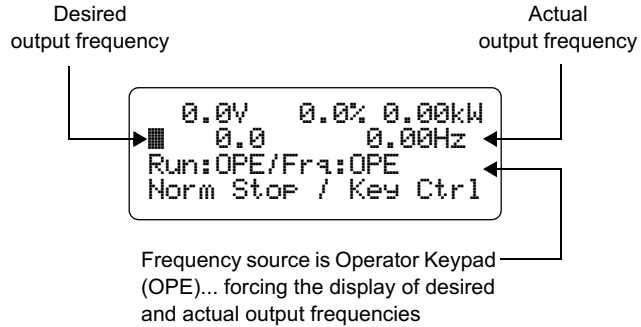 Desired
output frequency
Actual
output frequency
0.0V 0.0% 0.00kW
0.0 0.00Hz
Run:OPE/Frq:OPE
Norm Stop / Key Ctrl
Frequency source is Operator Keypad
(OPE)... forcing the display of desired
and actual output frequencies